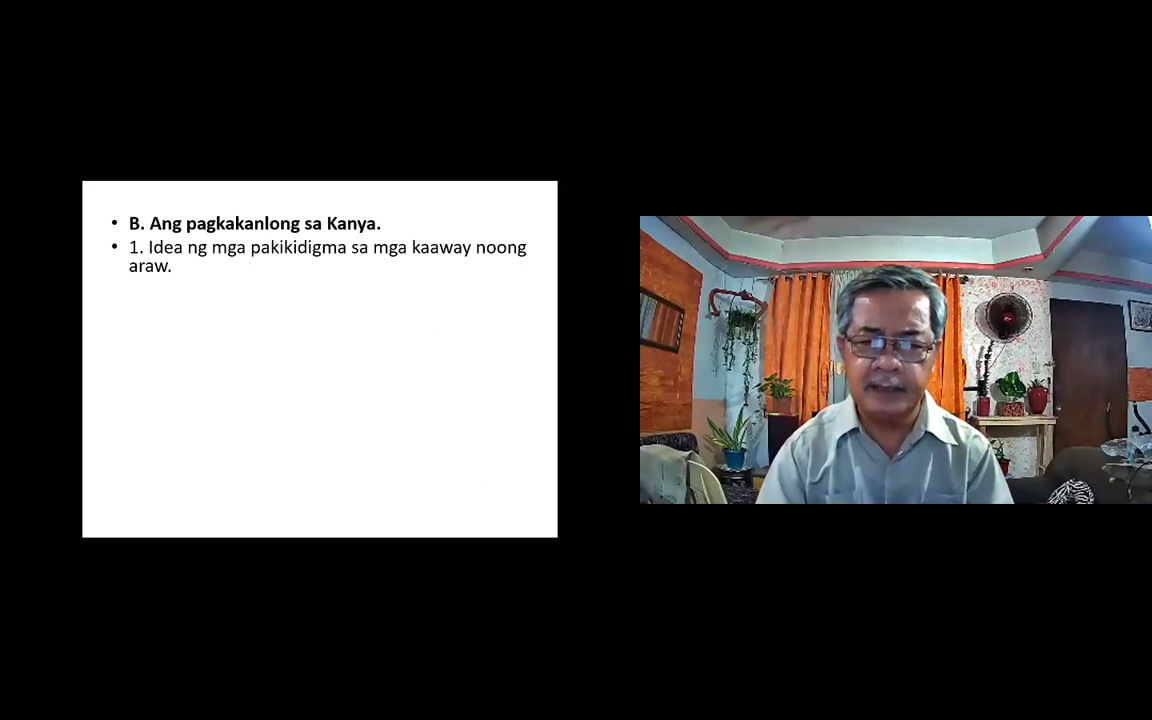 • B. Ang pagkakanlong sa Kanya.
• 1. Idea ng mga pakikidigma sa mga kaaway noong
araw.